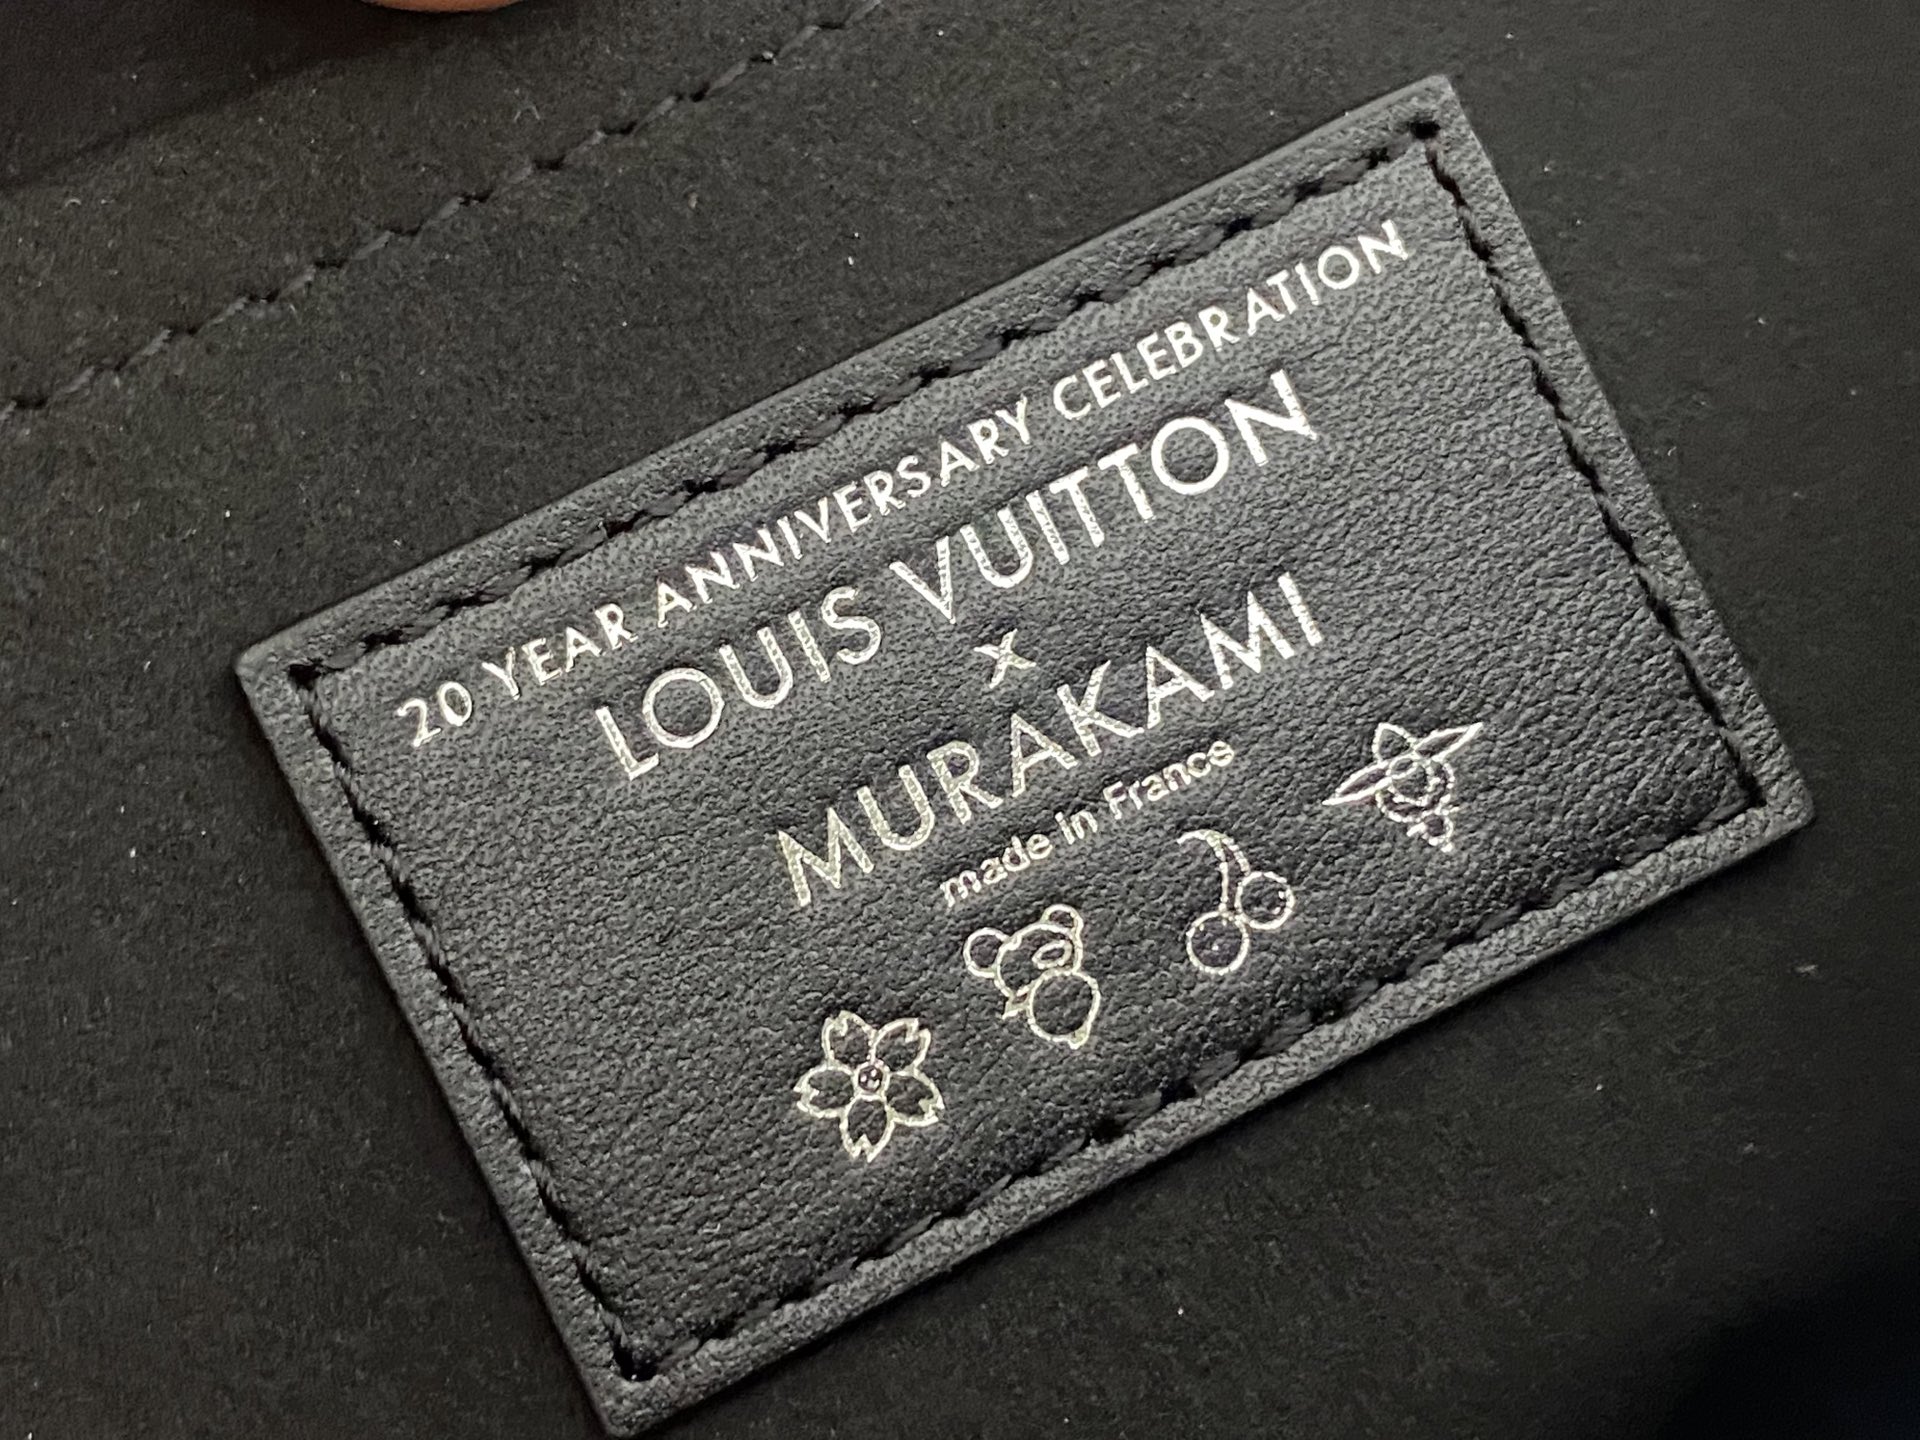 20 YEAR ANNIVERSARY CELEBRATION
LOUIS VUITTON
x
MURAKAMI
made in France